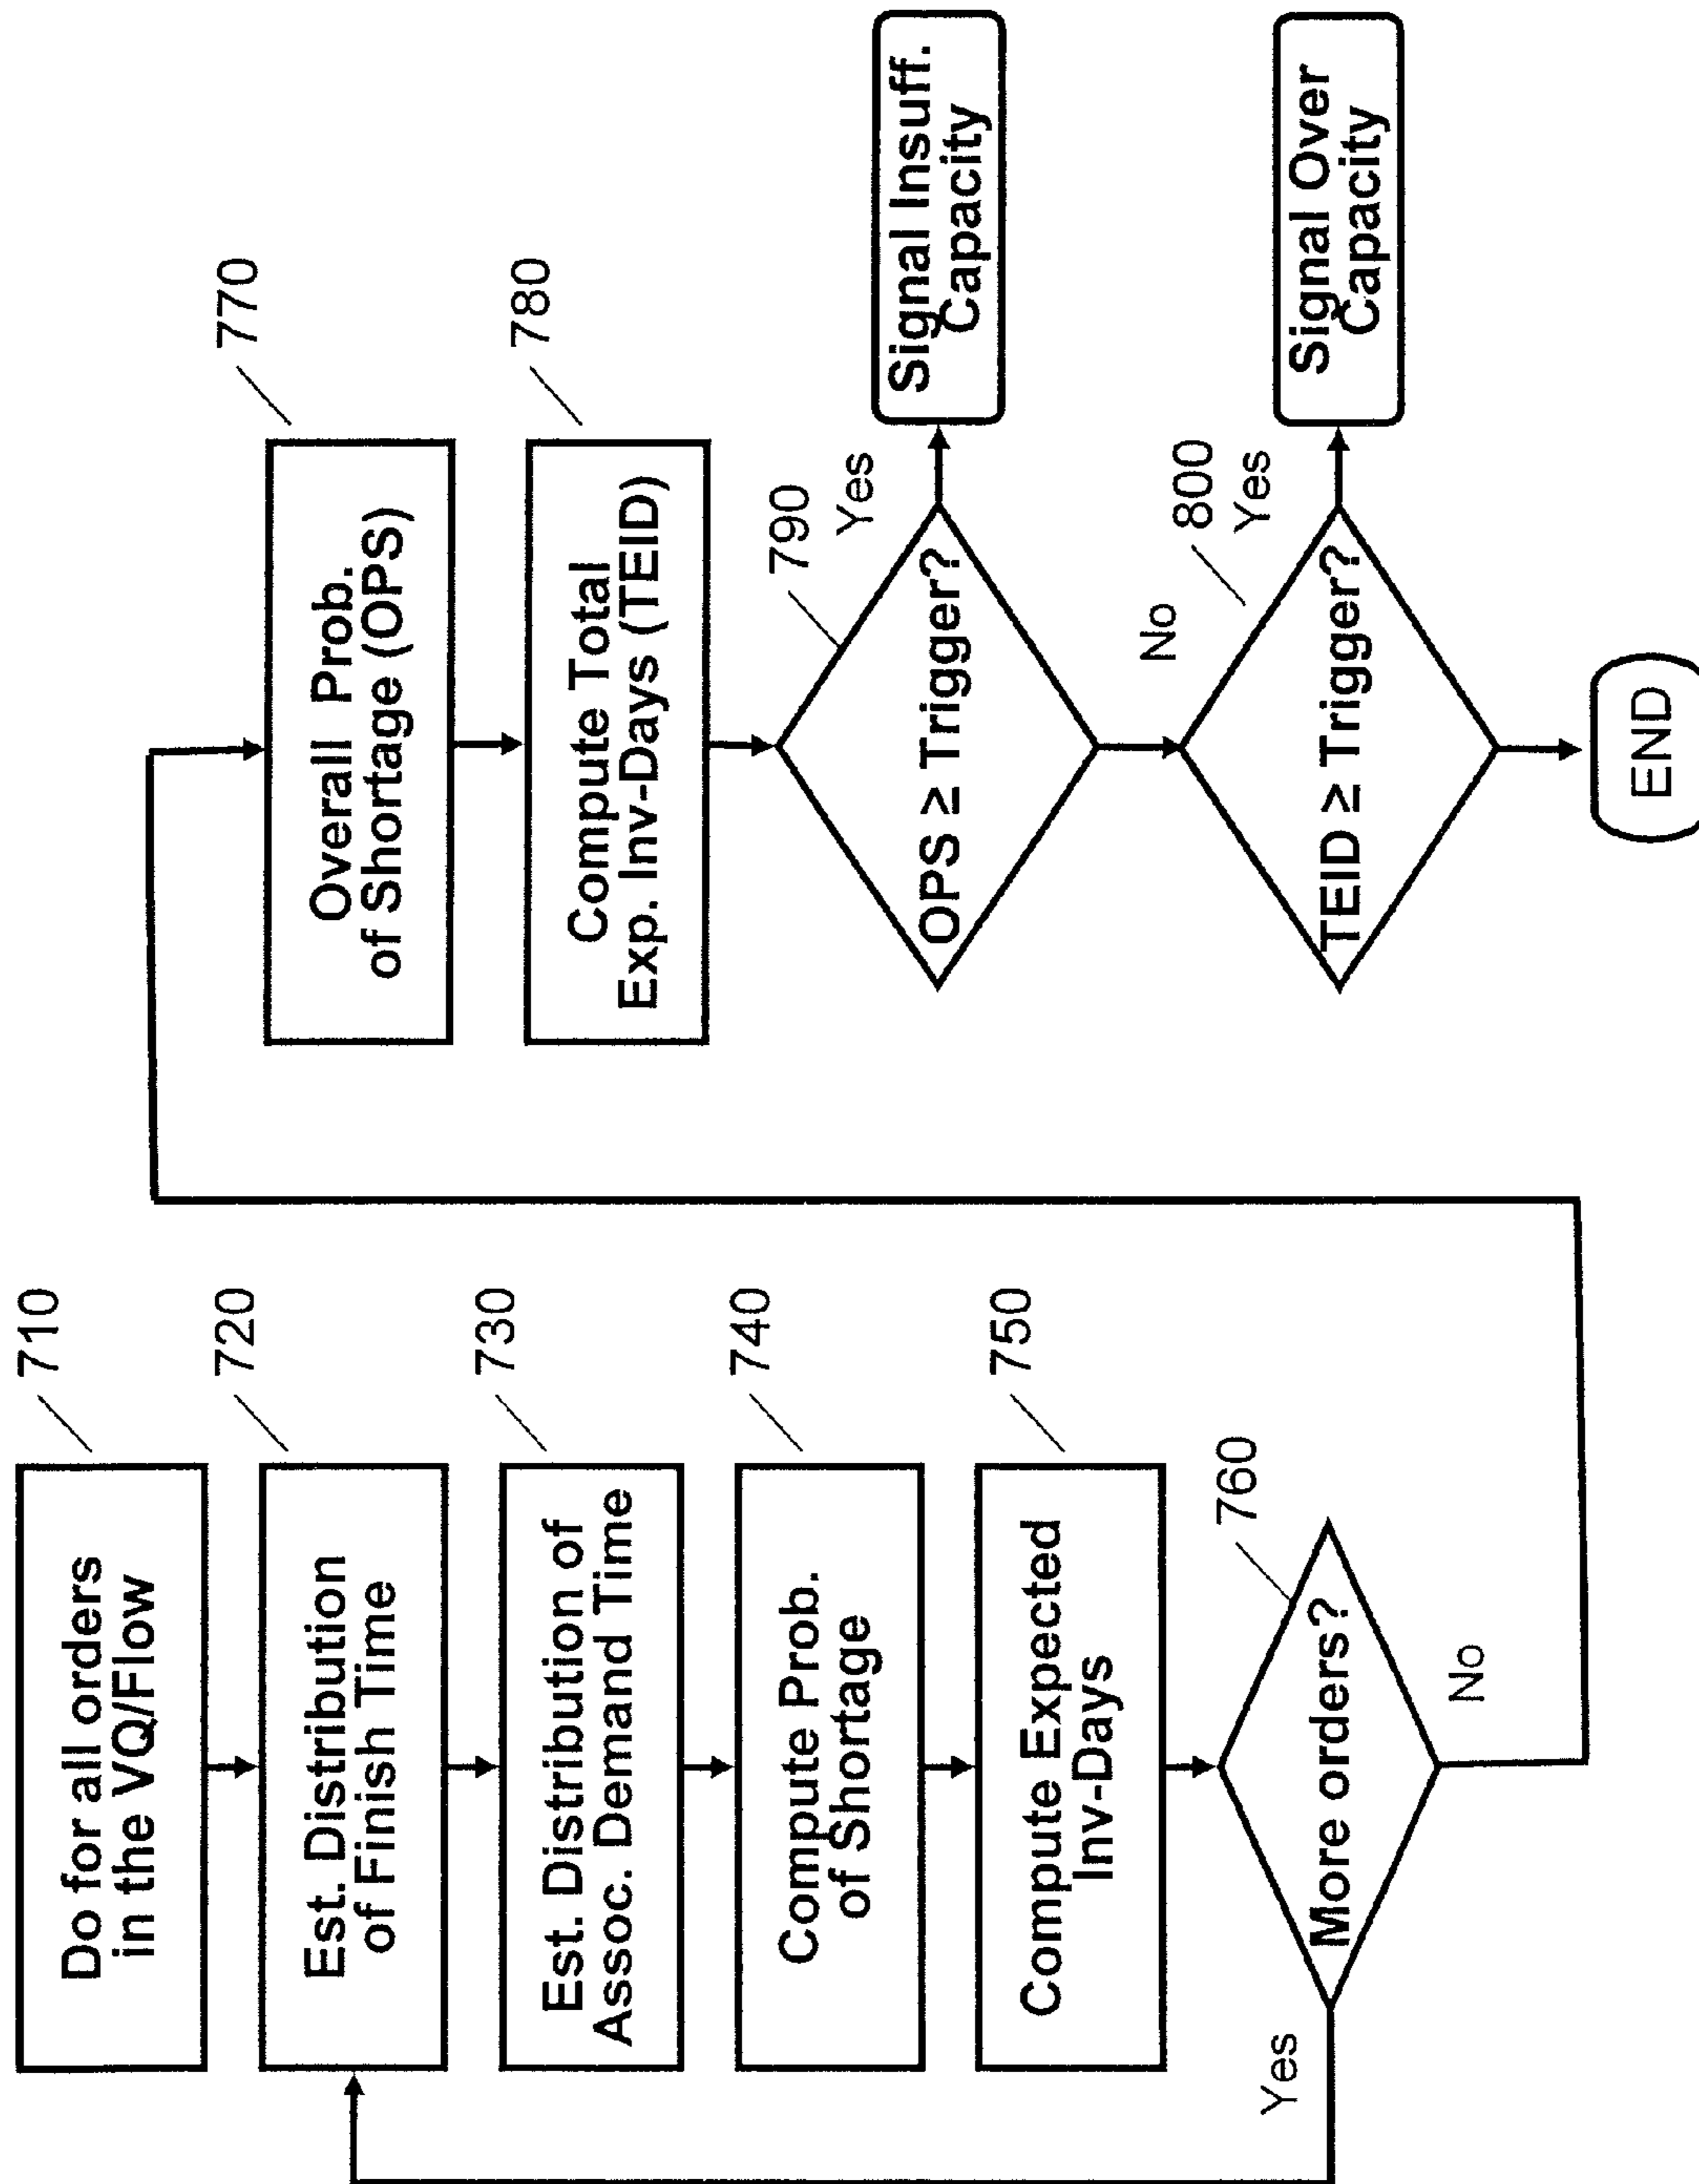 710
Do for all orders
in the VQ/Flow
720
Est. Distribution
of Finish Time
730
Est. Distribution of
Assoc. Demand Time
740
Compute Prob.
of Shortage
750
Compute Expected
Inv-Days
760
More orders?
Yes
No
770
Overall Prob.
of Shortage (OPS)
780
Compute Total
Exp. Inv-Days (TEID)
790
OPS ≥ Trigger?
Yes
Signal Insuff.
Capacity
No
800
TEID ≥ Trigger?
Yes
Signal Over
Capacity
END